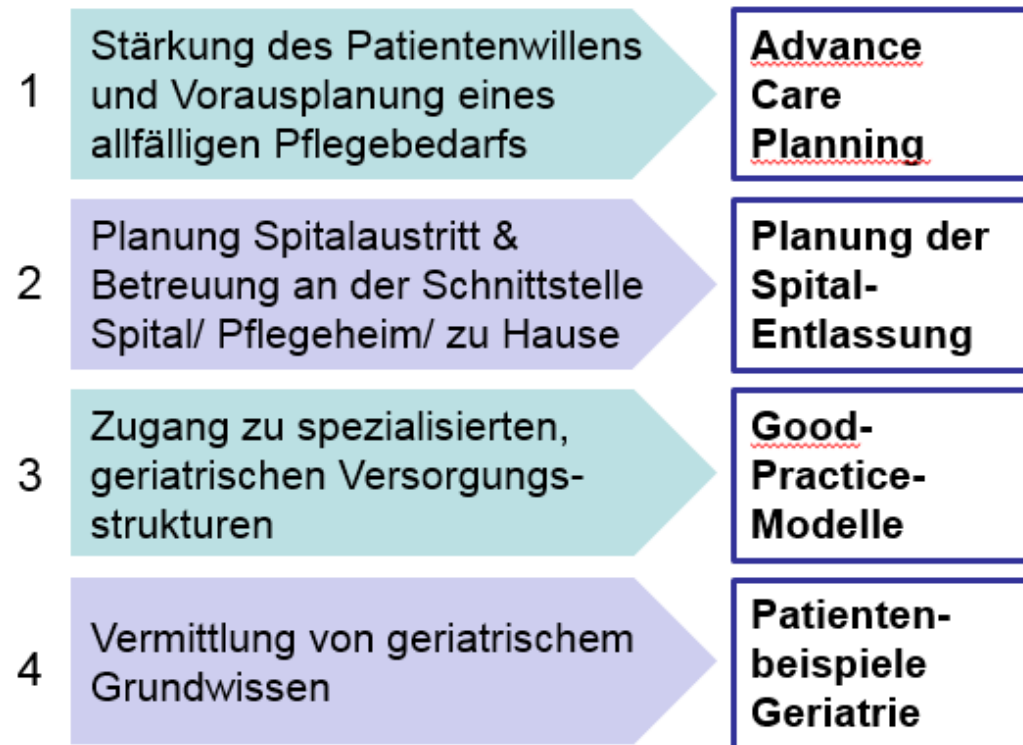 1
Stärkung des Patientenwillens
und Vorausplanung eines
allfälligen Pflegebedarfs
Advance
Care
Planning
2
Planung Spitalaustritt &
Betreuung an der Schnittstelle
Spital/ Pflegeheim/ zu Hause
Planung der
Spital-
Entlassung
3
Zugang zu spezialisierten,
geriatrischen Versorgungs-
strukturen
Good-
Practice-
Modelle
4
Vermittlung von geriatrischem
Grundwissen
Patienten-
beispiele
Geriatrie